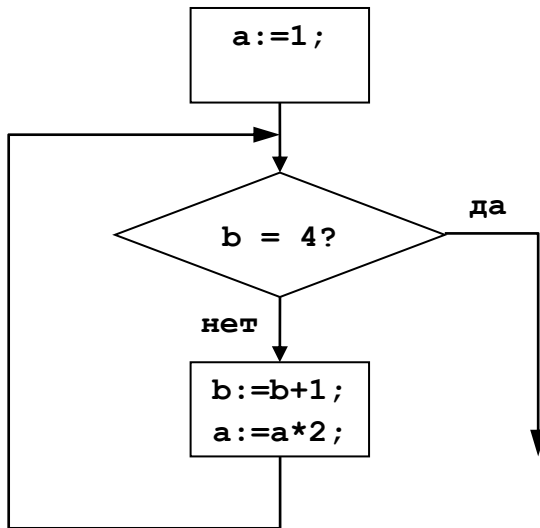 a:=1;
b = 4?
да
нет
b:=b+1;
a:=a*2;